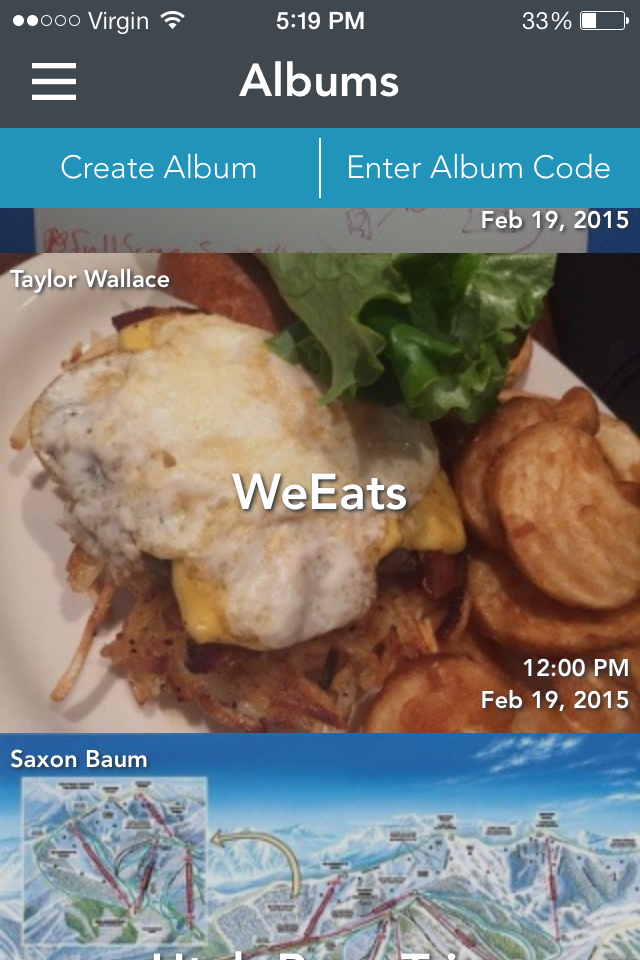 Virgin 5:19 PM 33%
Albums
Create Album Enter Album Code
Feb 19, 2015
Taylor Wallace
WeEats
12:00 PM
Feb 19, 2015
Saxon Baum